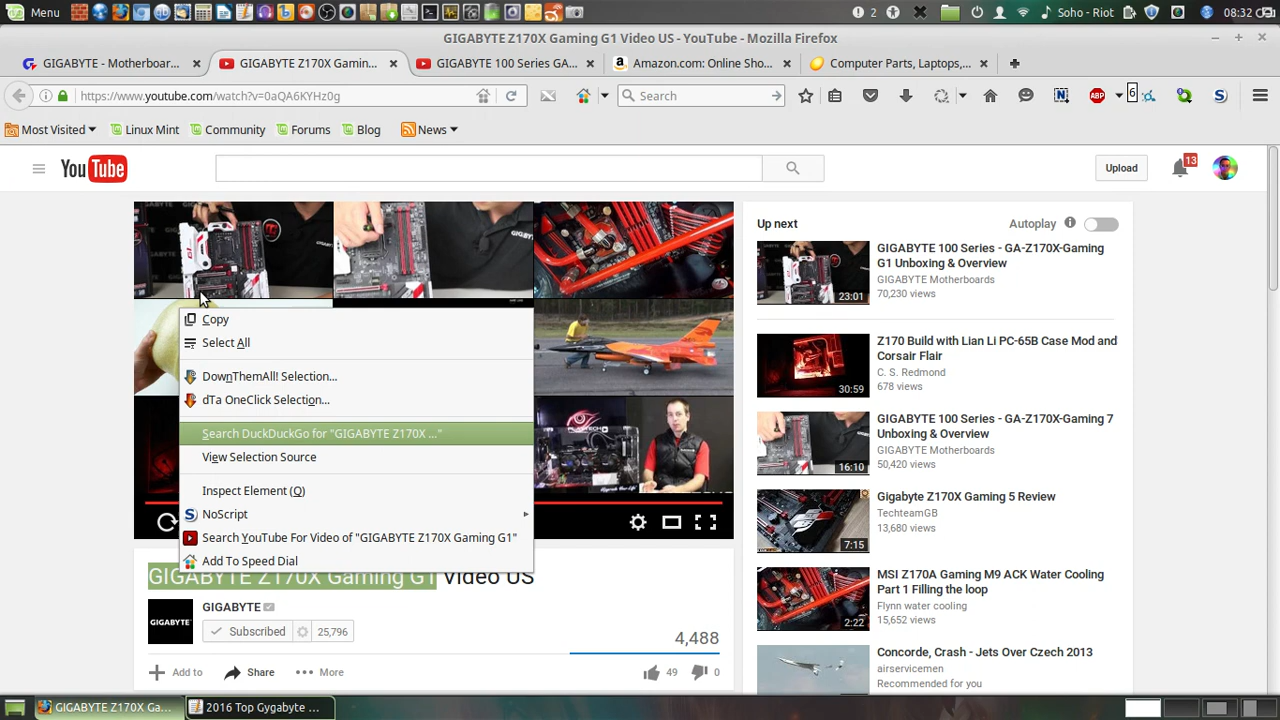 Menu
2
Soho - Riot
08:32
GIGABYTE Z170X Gaming G1 Video US - YouTube - Mozilla Firefox
GIGABYTE - Motherboar...
GIGABYTE Z170X Gamin...
GIGABYTE 100 Series GA...
Amazon.com: Online Sho...
Computer Parts, Laptops,...
https://www.youtube.com/watch?v=0aQA6KYHz0g
Search
ABP
6
Most Visited
Linux Mint
Community
Forums
Blog
News
YouTube
Upload
13
Up next
Autoplay
GIGABYTE 100 Series - GA-Z170X-Gaming
G1 Unboxing & Overview
GIGABYTE Motherboards
70,230 views
23:01
Z170 Build with Lian Li PC-65B Case Mod and
Corsair Flair
C. S. Redmond
678 views
30:59
GIGABYTE 100 Series - GA-Z170X-Gaming 7
Unboxing & Overview
GIGABYTE Motherboards
50,420 views
16:10
Gigabyte Z170X Gaming 5 Review
TechteamGB
13,680 views
7:15
MSI Z170A Gaming M9 ACK Water Cooling
Part 1 Filling the loop
Flynn water cooling
15,652 views
2:22
Concorde, Crash - Jets Over Czech 2013
airservicemen
Recommended for you
Copy
Select All
DownThemAll! Selection...
dTa OneClick Selection...
Search DuckDuckGo for "GIGABYTE Z170X ..."
View Selection Source
Inspect Element (Q)
NoScript
Search YouTube For Video of "GIGABYTE Z170X Gaming G1"
Add To Speed Dial
GIGABYTE Z170X Gaming G1 Video US
GIGABYTE
GIGABYTE
Subscribed
25,796
4,488
Add to
Share
More
49
0
GIGABYTE Z170X Ga...
2016 Top Gygabyte ...